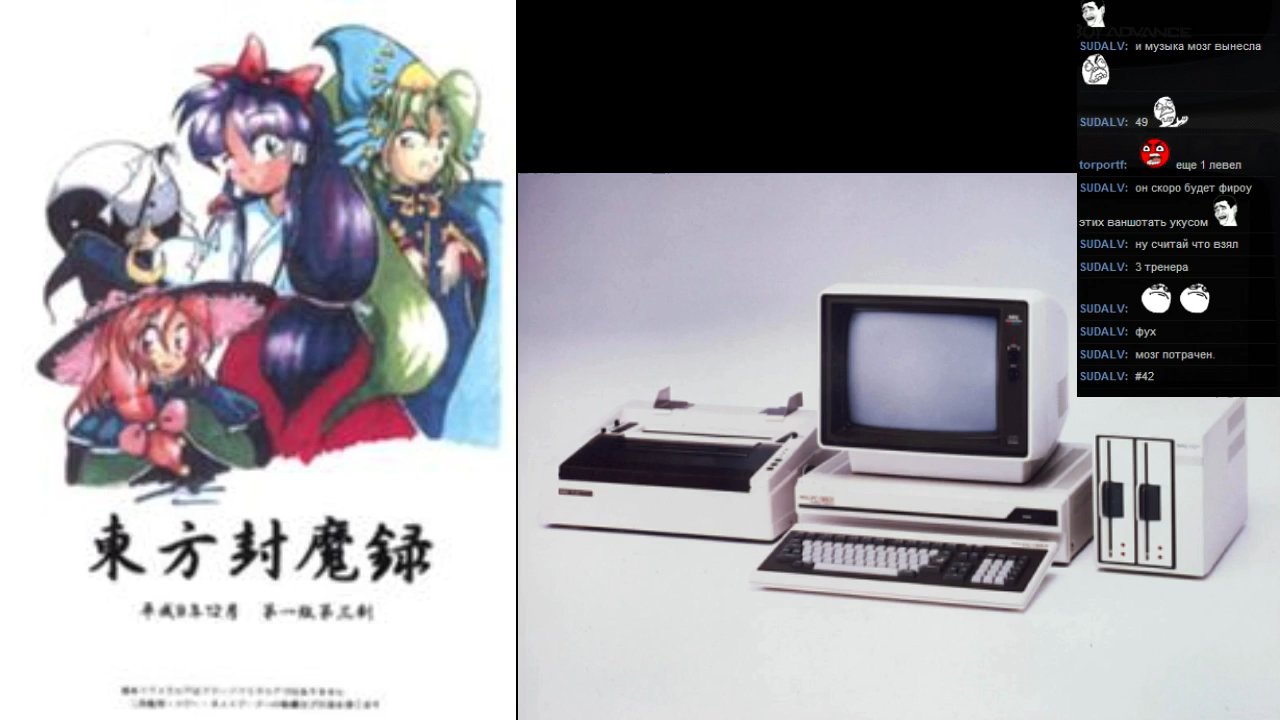 東方封魔録
平成9年12月 第一版第三刷
SUDALV: и музыка мозг вынесла
SUDALV: 49
torportf: еще 1 левел
SUDALV: он скоро будет фироу
этих ваншотать укусом
SUDALV: ну считай что взял
SUDALV: 3 тренера
SUDALV:
SUDALV: фух
SUDALV: мозг потрачен.
SUDALV: #42